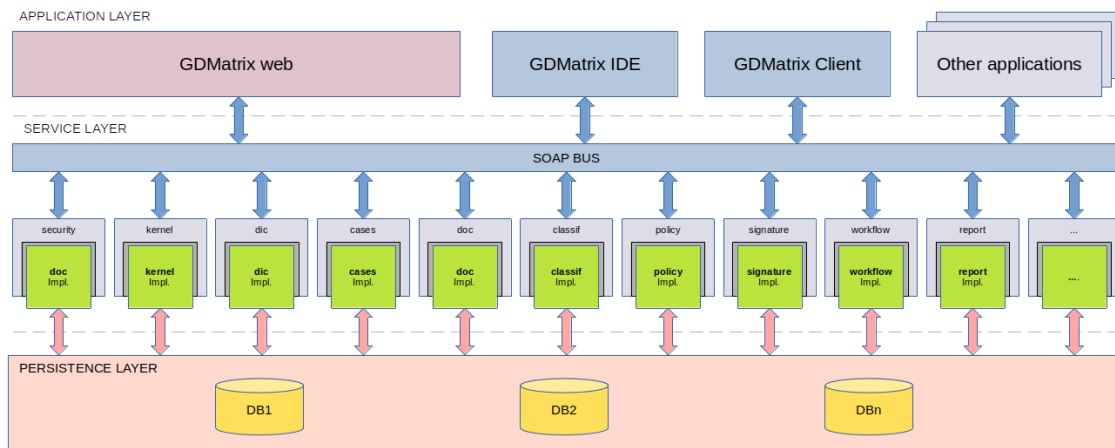 APPLICATION LAYER
GDMatrix web
GDMatrix IDE
GDMatrix Client
Other applications
SERVICE LAYER
SOAP BUS
security
kernel
dic
cases
doc
classif
policy
signature
workflow
report
...
doc
Impl.
kernel
Impl.
dic
Impl.
cases
Impl.
doc
Impl.
classif
Impl.
policy
Impl.
signature
Impl.
workflow
Impl.
report
Impl.
....
PERSISTENCE LAYER
DB1
DB2
DBn